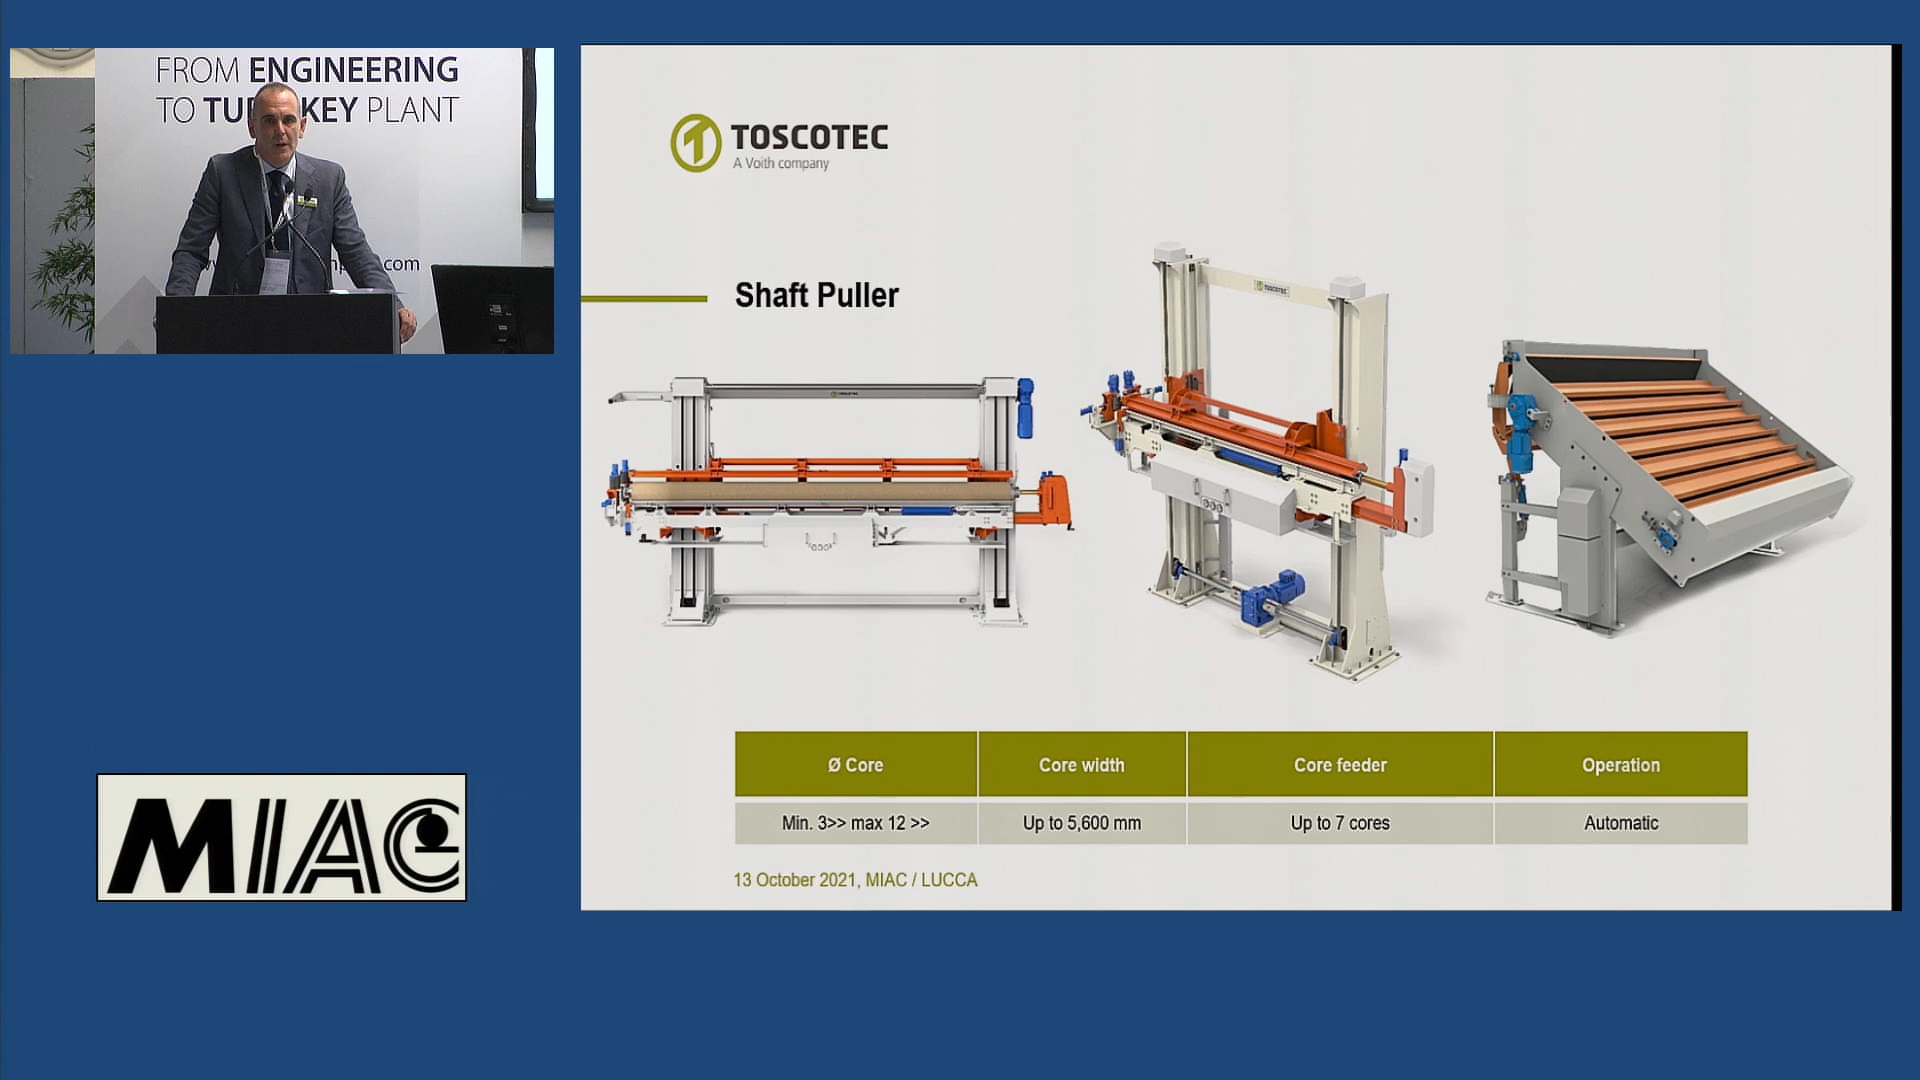 FROM ENGINEERING
TO TU KEY PLANT
.com
TOSCOTEC
A Voith company
Shaft Puller
TOSCOTEC
TOSCOTEC
Ø Core
Core width
Core feeder
Operation
Min. 3>> max 12 >>
Up to 5,600 mm
Up to 7 cores
Automatic
13 October 2021, MIAC / LUCCA
MIAC